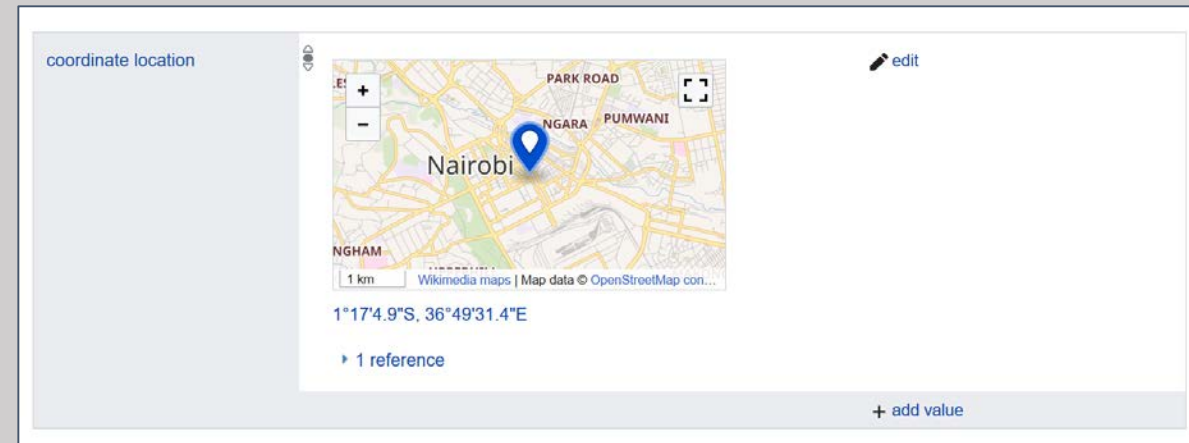 coordinate location
edit
PARK ROAD
+
−
NGARA
PUMWANI
Nairobi
NGHAM
1 km
Wikimedia maps | Map data © OpenStreetMap con...
1°17'4.9"S, 36°49'31.4"E
1 reference
+ add value